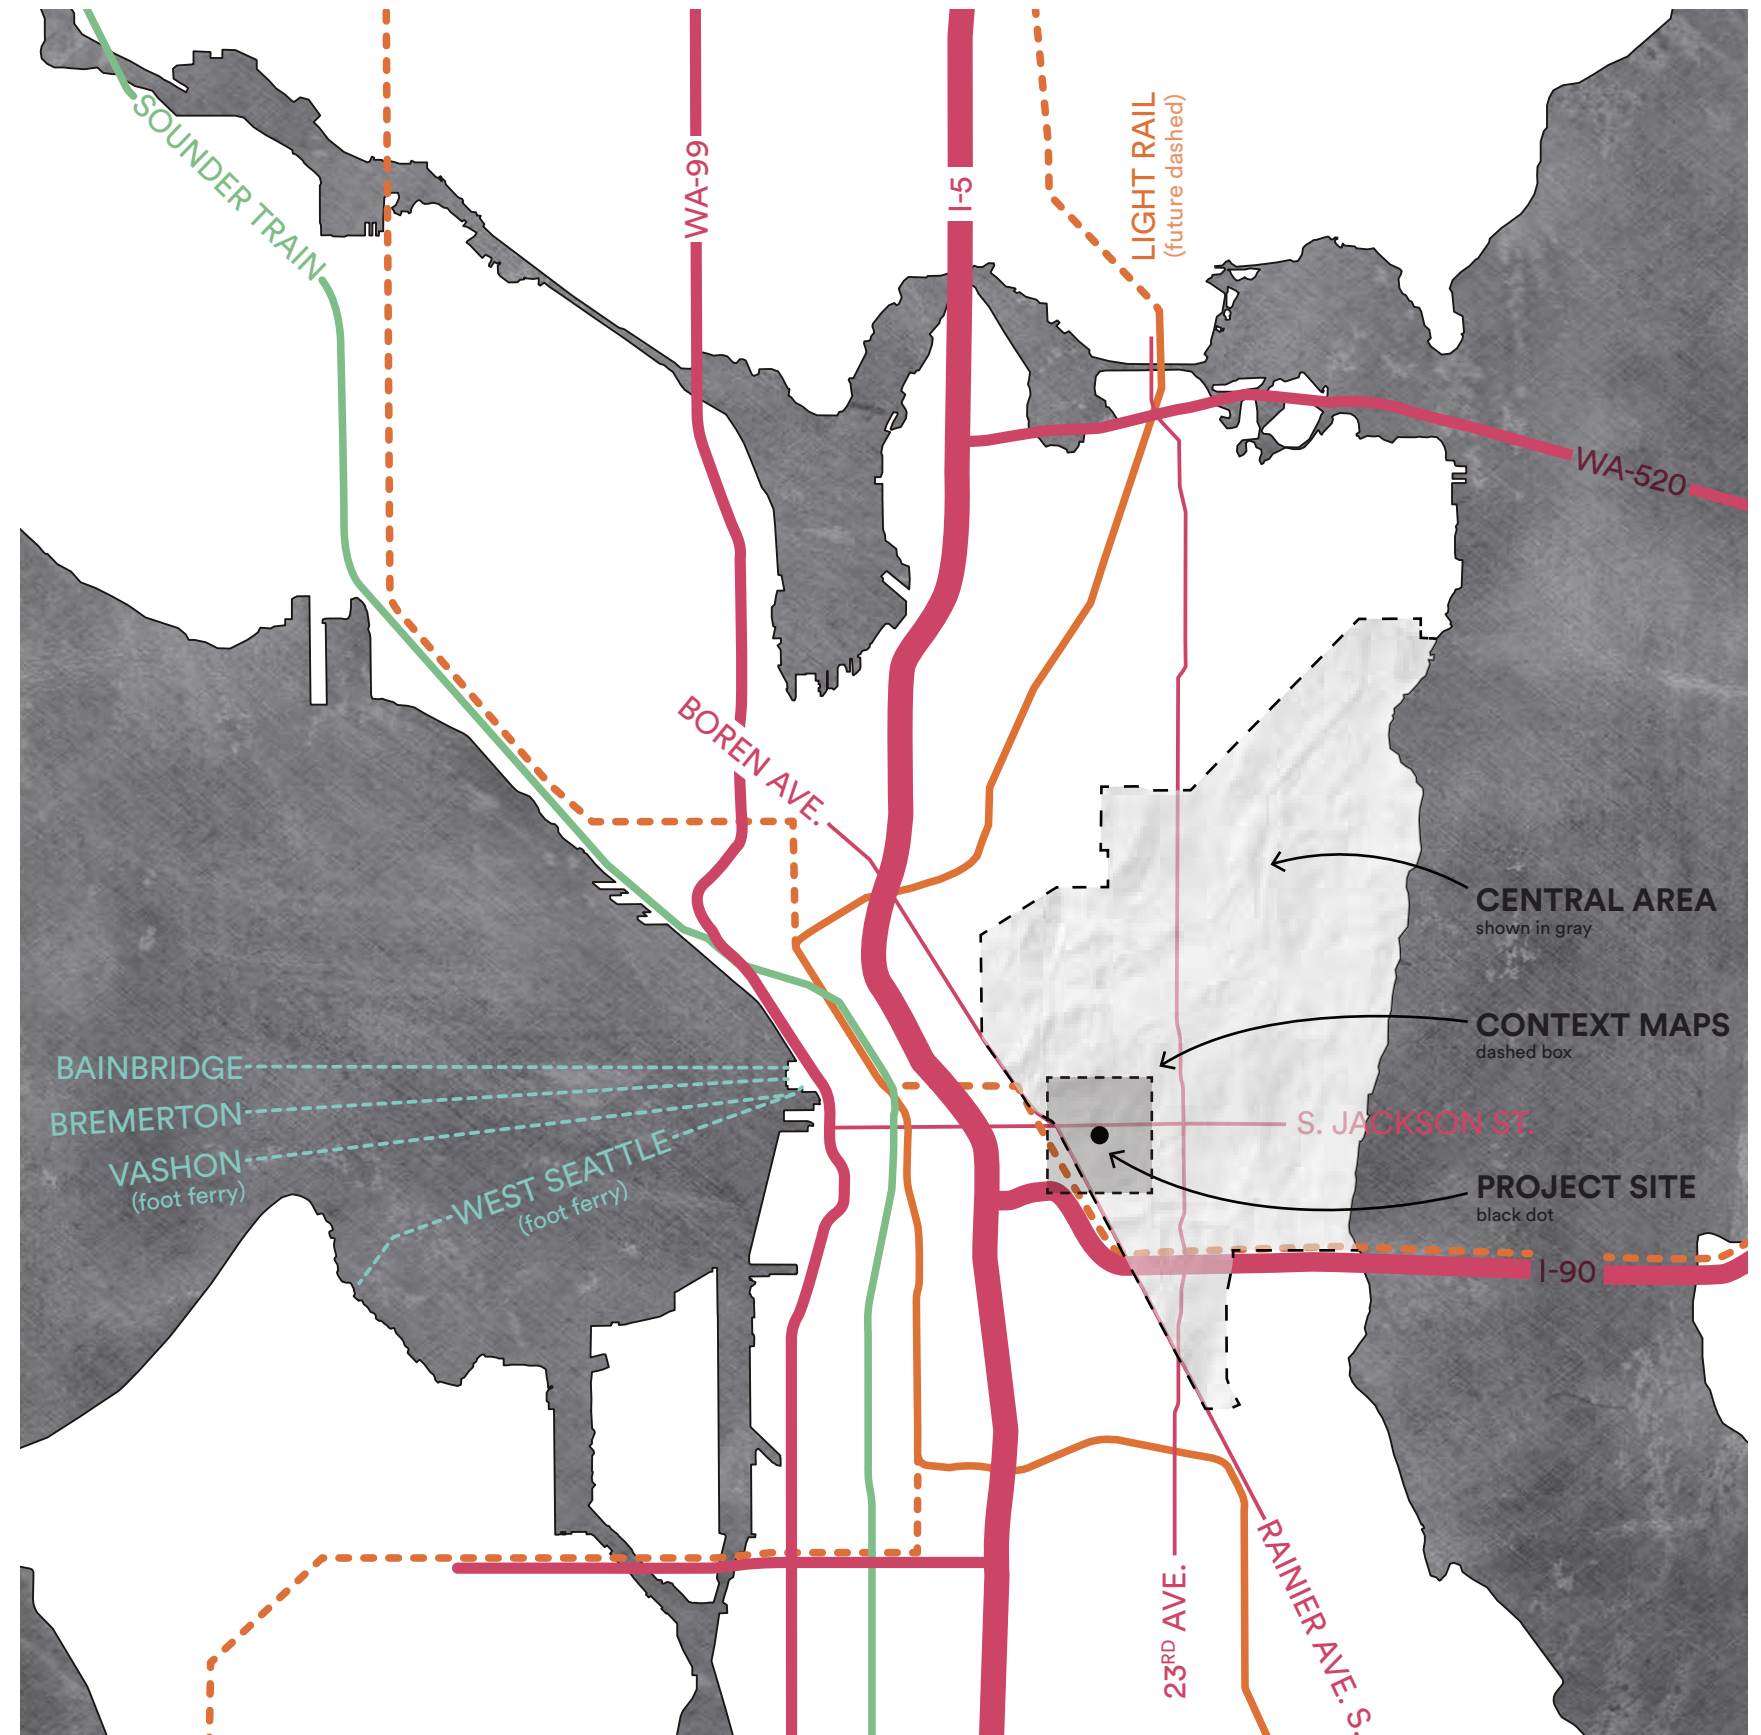 SOUNDER TRAIN
WA-99
I-5
LIGHT RAIL
(future dashed)
WA-520
BOREN AVE.
CENTRAL AREA
shown in gray
CONTEXT MAPS
dashed box
BAINBRIDGE
BREMERTON
VASHON
(foot ferry)
WEST SEATTLE
(foot ferry)
S. JACKSON ST.
PROJECT SITE
black dot
I-90
23RD AVE.
RAINIER AVE. S.